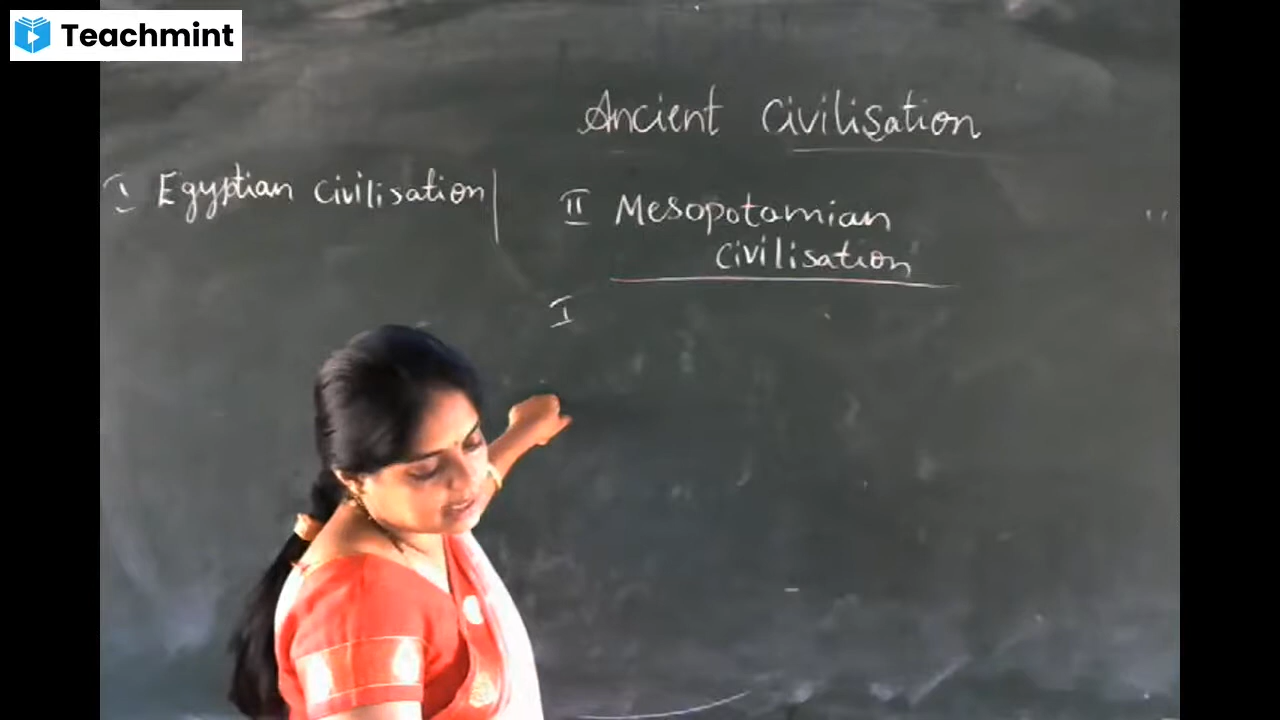 Teachmint
Ancient Civilisation
I Egyptian civilisation
II Mesopotamian
civilisation
I